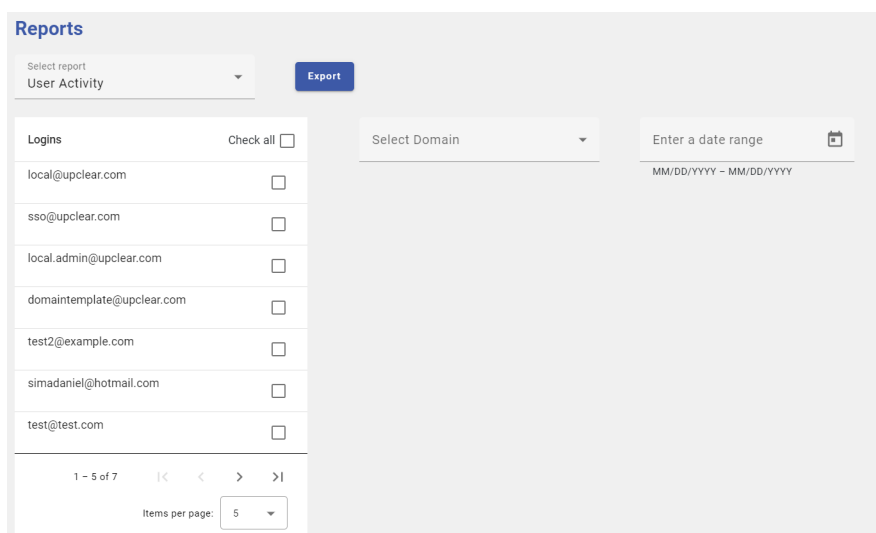 Reports
Select report
User Activity
Export
Logins
Check all
Select Domain
Enter a date range
MM/DD/YYYY – MM/DD/YYYY
local@upclear.com
sso@upclear.com
local.admin@upclear.com
domaintemplate@upclear.com
test2@example.com
simadaniel@hotmail.com
test@test.com
1 – 5 of 7
Items per page: 5